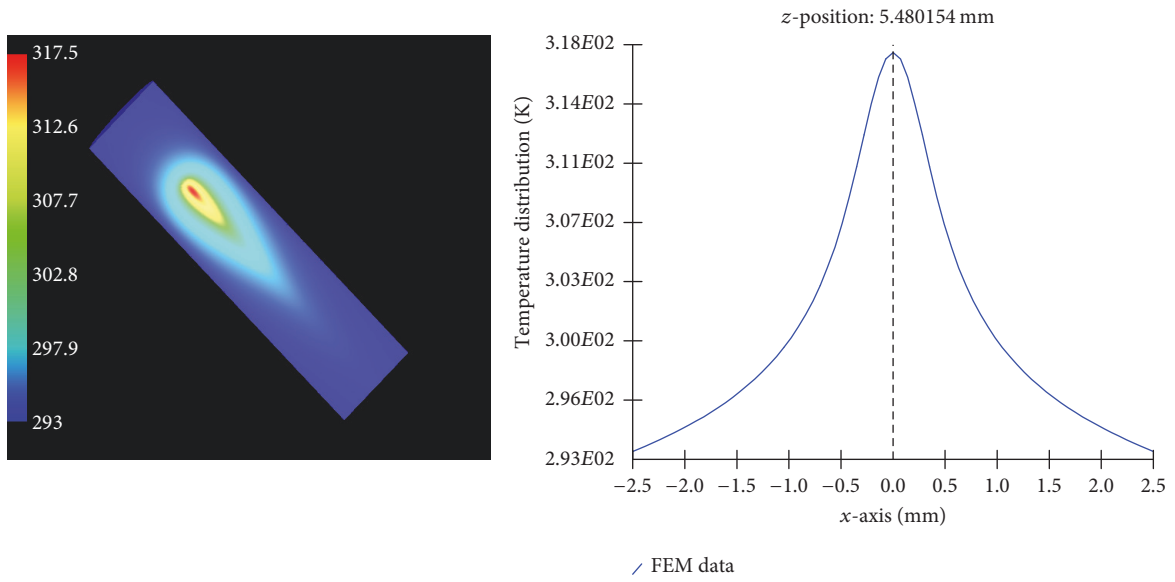 317.5
312.6
307.7
302.8
297.9
293
z-position: 5.480154 mm
Temperature distribution (K)
3.18E02
3.14E02
3.11E02
3.07E02
3.03E02
3.00E02
2.96E02
2.93E02
−2.5 −2.0 −1.5 −1.0 −0.5 0.0 0.5 1.0 1.5 2.0 2.5
x-axis (mm)
FEM data